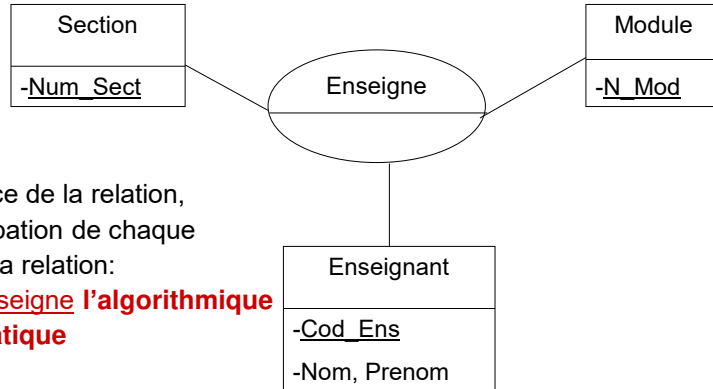 Section
-Num_Sect
Enseigne
Module
-N_Mod
ce de la relation,
pation de chaque
a relation:
seigne l'algorithmique
atique
Enseignant
-Cod_Ens
-Nom, Prenom